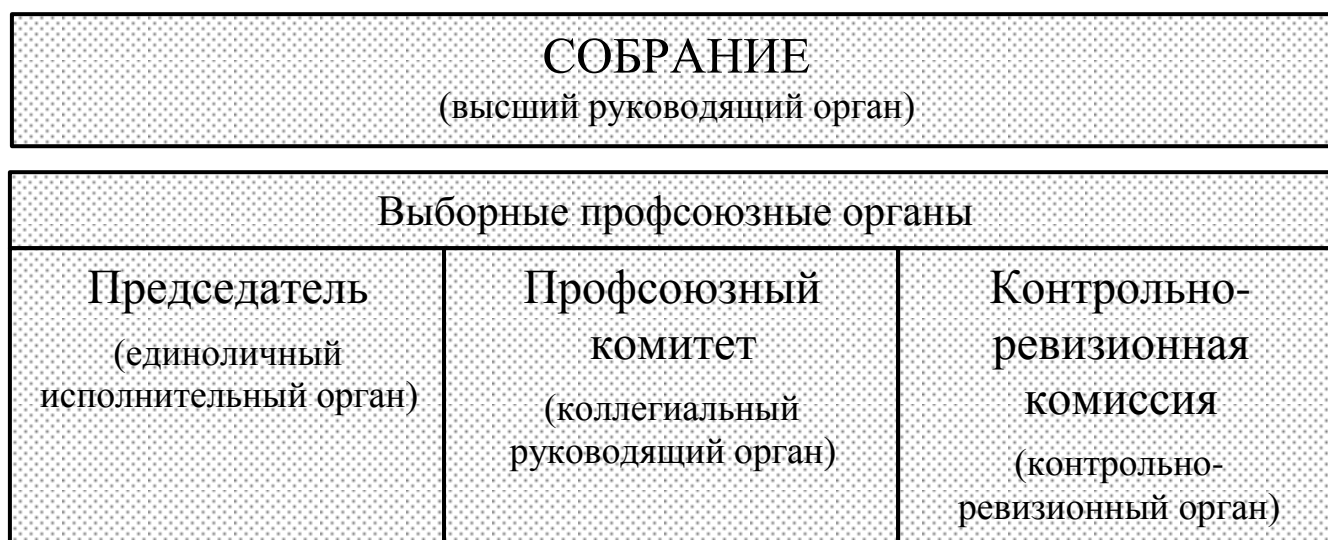 СОБРАНИЕ
(высший руководящий орган)
Выборные профсоюзные органы
Председатель
(единоличный
исполнительный орган)
Профсоюзный
комитет
(коллегиальный
руководящий орган)
Контрольно-
ревизионная
комиссия
(контрольно-
ревизионный орган)